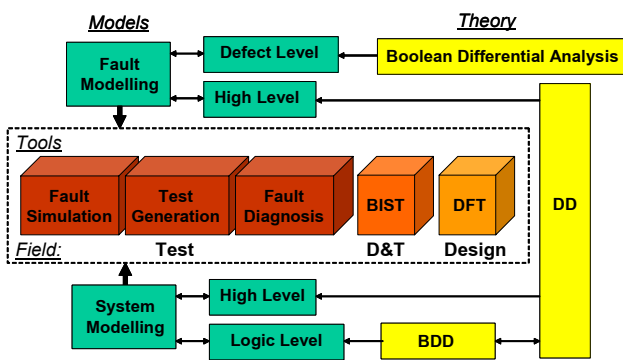 Models
Theory
Fault
Modelling
Defect Level
Boolean Differential Analysis
High Level
Tools
Fault
Simulation
Test
Generation
Fault
Diagnosis
BIST
DFT
DD
Field:
Test
D&T
Design
System
Modelling
High Level
Logic Level
BDD